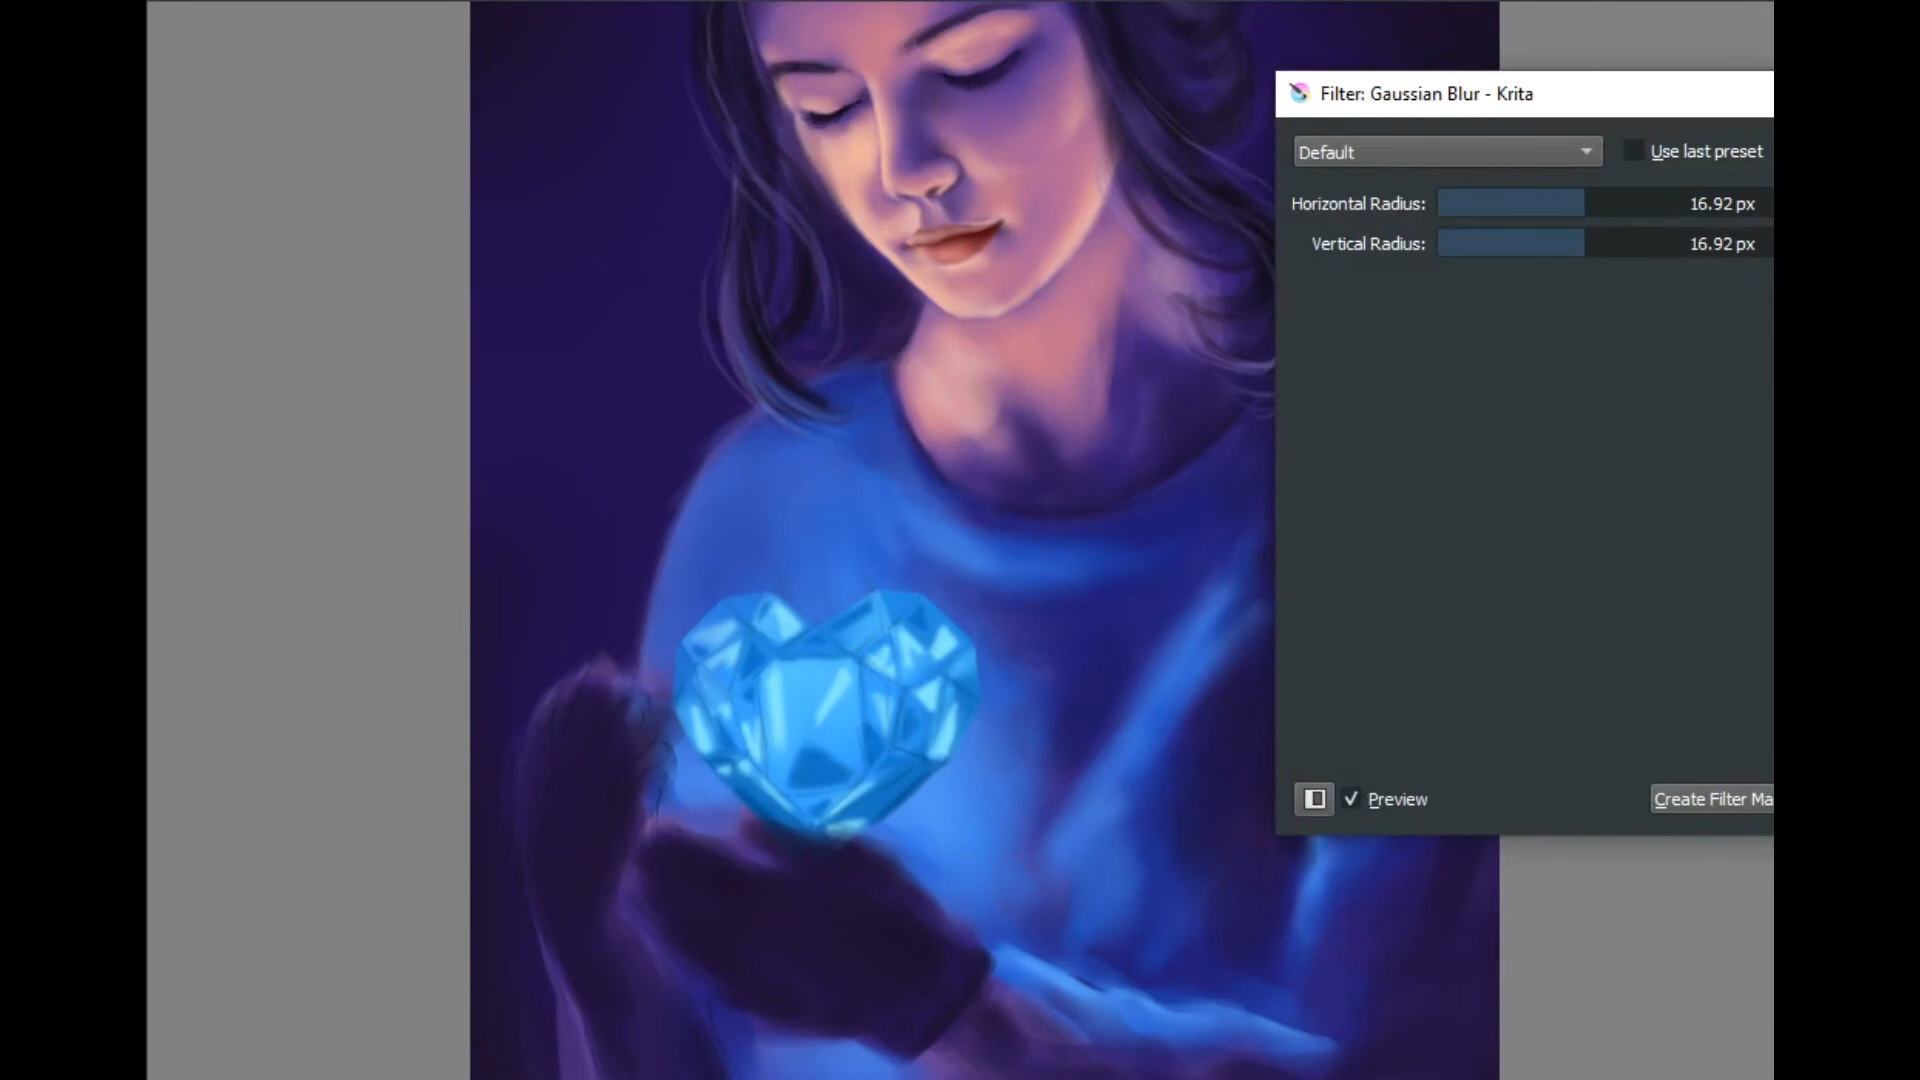 Filter: Gaussian Blur - Krita
Default
Use last preset
Horizontal Radius: 16.92 px
Vertical Radius: 16.92 px
Preview
Create Filter Ma